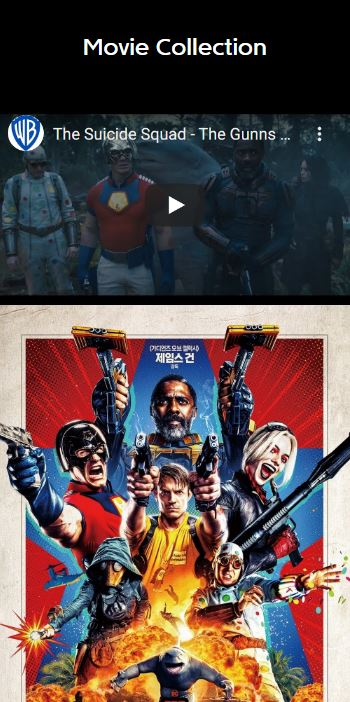 Movie Collection
WB
The Suicide Squad - The Gunns ...
〈가디언즈 오브 갤럭시〉
제임스 건
감독
DC